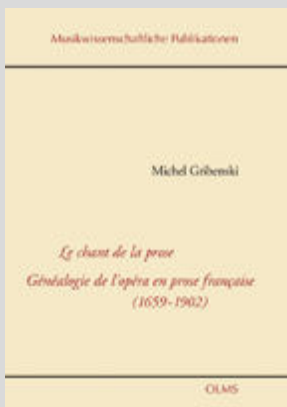 Musikwissenschaftliche Publikationen
Michel Gribenski
Le chant de la prose
Généalogie de l'opéra en prose française
(1659-1902)
OLMS